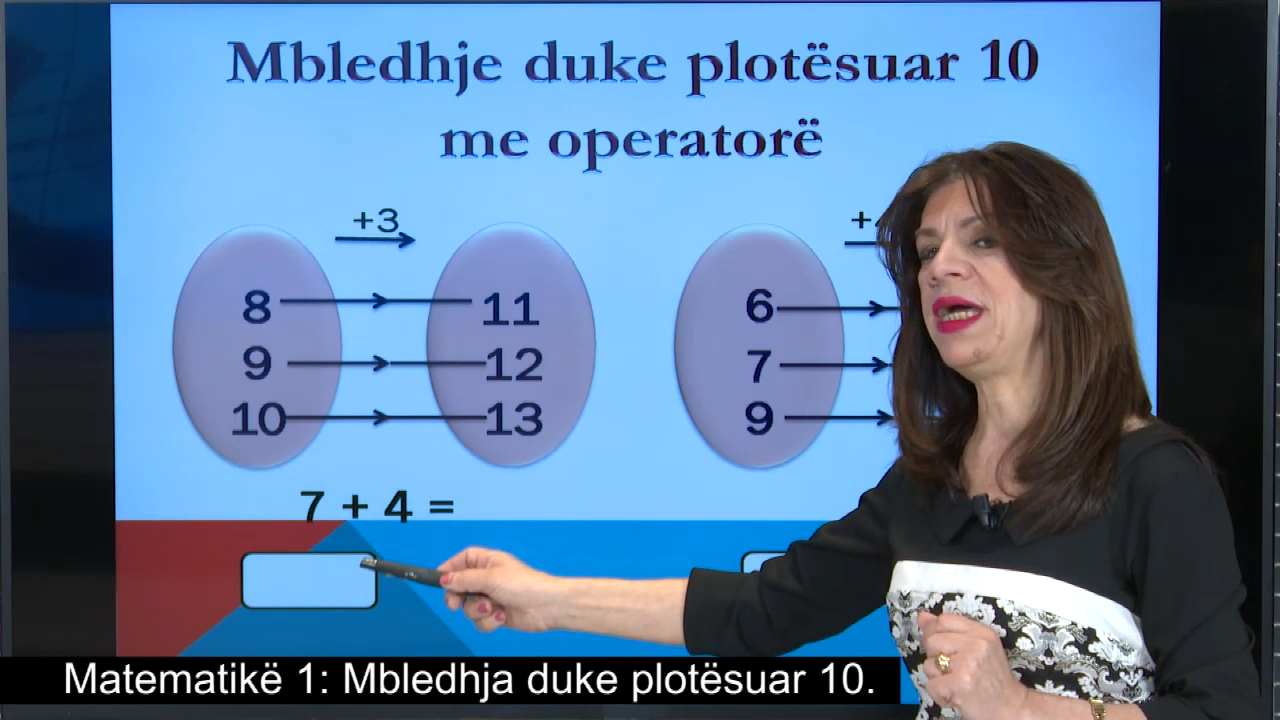 Mbledhje duke plotësuar 10
me operatorë
+3
8 11
9 12
10 13
6
7
9
7 + 4 =
Matematikë 1: Mbledhja duke plotësuar 10.